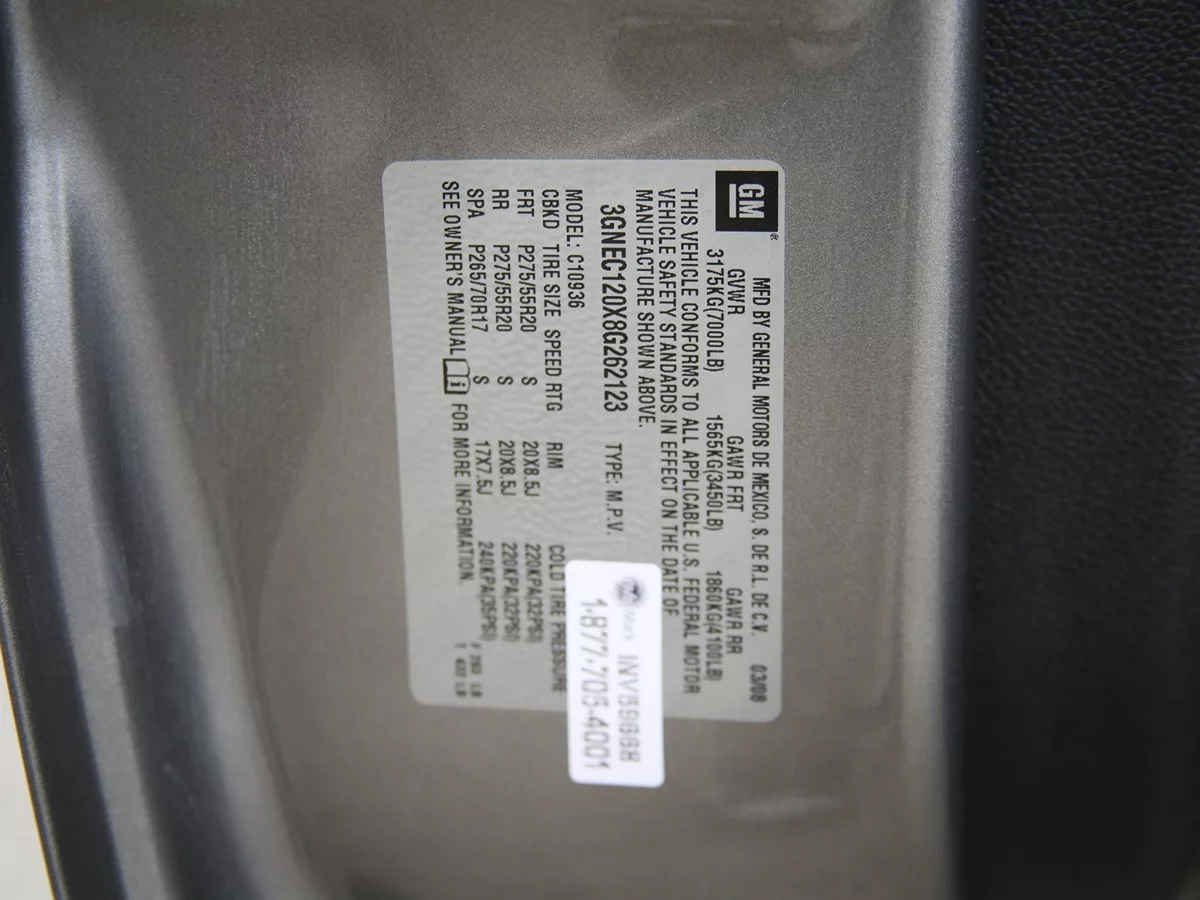 GM
MFD BY GENERAL MOTORS DE MEXICO, S. DE R.L. DE C.V. 03/08
GVWR GAWR FRT GAWR RR
3175KG(7000LB) 1565KG(3450LB) 1860KG(4100LB)
THIS VEHICLE CONFORMS TO ALL APPLICABLE U.S. FEDERAL MOTOR
VEHICLE SAFETY STANDARDS IN EFFECT ON THE DATE OF
MANUFACTURE SHOWN ABOVE.
3GNEC120X8G262123 TYPE: M.P.V.
MODEL: C10936
CBKD TIRE SIZE SPEED RTG RIM COLD TIRE PRESSURE
FRT P275/55R20 S 20X8.5J 220KPA(32PSI)
RR P275/55R20 S 20X8.5J 220KPA(32PSI)
SPA P265/70R17 S 17X7.5J 240KPA(35PSI)
SEE OWNER'S MANUAL FOR MORE INFORMATION.
1-877-705-4001